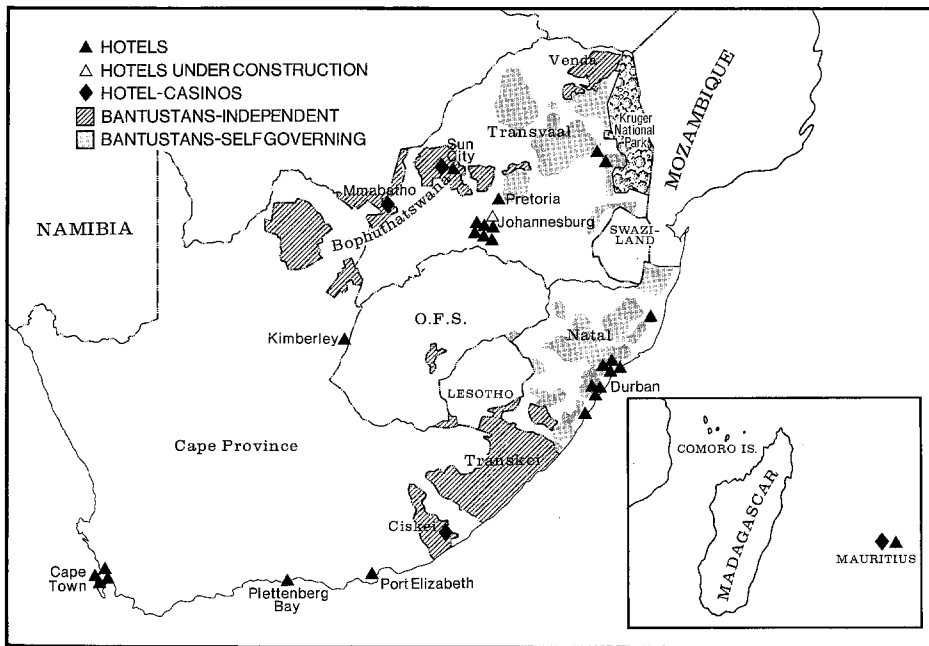 HOTELS
HOTELS UNDER CONSTRUCTION
HOTEL-CASINOS
BANTUSTANS-INDEPENDENT
BANTUSTANS-SELFGOVERNING
Venda
MOZAMBIQUE
Kruger
National
Park
Transvaal
Sun
City
Mmabatho
Bophuthatswana
Pretoria
Johannesburg
NAMIBIA
SWAZI-
LAND
O.F.S.
Kimberley
Natal
LESOTHO
Durban
Cape Province
Transkei
Ciskei
Cape
Town
Plettenberg
Bay
Port Elizabeth
COMORO IS.
MADAGASCAR
MAURITIUS